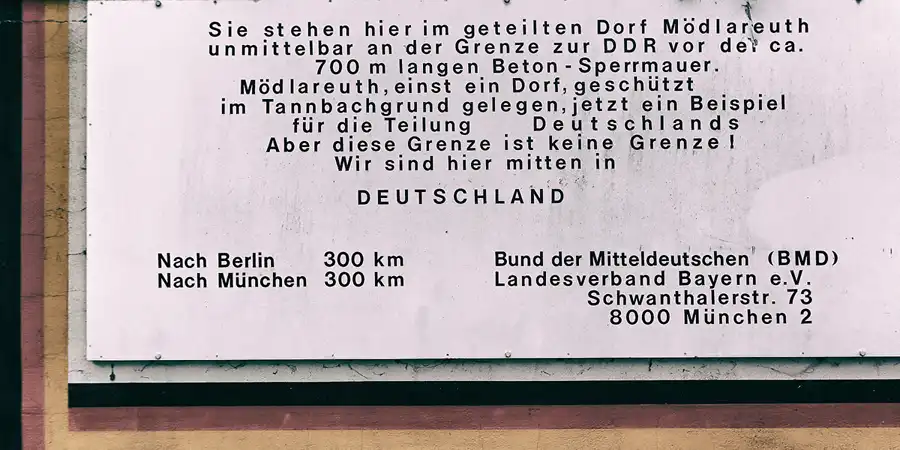 Sie stehen hier im geteilten Dorf Mödlareuth
unmittelbar an der Grenze zur DDR vor der ca.
700 m langen Beton-Sperrmauer.
Mödlareuth, einst ein Dorf, geschützt
im Tannbachgrund gelegen, jetzt ein Beispiel
für die Teilung Deutschlands
Aber diese Grenze ist keine Grenze!
Wir sind hier mitten in
DEUTSCHLAND
Nach Berlin 300 km
Nach München 300 km
Bund der Mitteldeutschen (BMD)
Landesverband Bayern e.V.
Schwanthalerstr. 73
8000 München 2